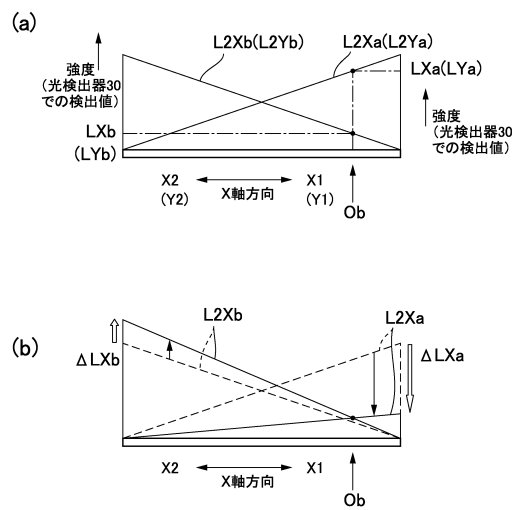 (a)
強度
(光検出器30
での検出値)
L2Xb(L2Yb)
L2Xa(L2Ya)
LXa(LYa)
強度
(光検出器30
での検出値)
LXb
(LYb)
X2
(Y2)
X軸方向
X1
(Y1)
Ob
(b)
L2Xb
L2Xa
ΔLXb
ΔLXa
X2
X軸方向
X1
Ob